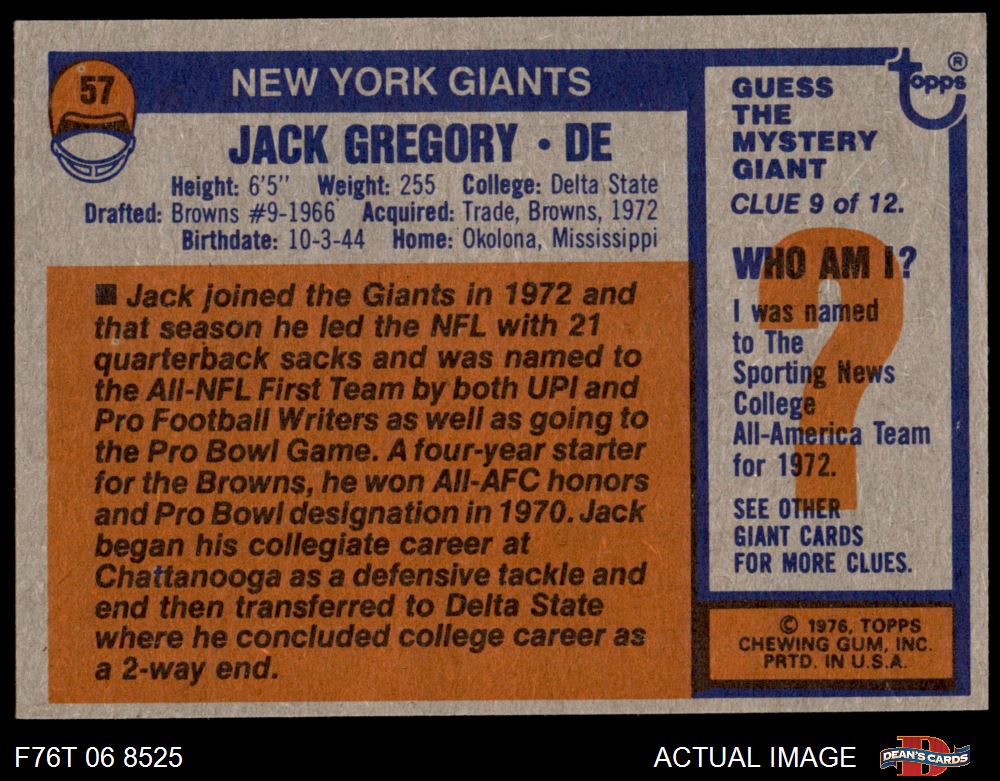 57
NEW YORK GIANTS
JACK GREGORY • DE
Height: 6'5" Weight: 255 College: Delta State
Drafted: Browns #9-1966 Acquired: Trade, Browns, 1972
Birthdate: 10-3-44 Home: Okolona, Mississippi
■ Jack joined the Giants in 1972 and
that season he led the NFL with 21
quarterback sacks and was named to
the All-NFL First Team by both UPI and
Pro Football Writers as well as going to
the Pro Bowl Game. A four-year starter
for the Browns, he won All-AFC honors
and Pro Bowl designation in 1970. Jack
began his collegiate career at
Chattanooga as a defensive tackle and
end then transferred to Delta State
where he concluded college career as
a 2-way end.
topps®
GUESS
THE
MYSTERY
GIANT
CLUE 9 of 12.
?
WHO AM I?
I was named
to The
Sporting News
College
All-America Team
for 1972.
SEE OTHER
GIANT CARDS
FOR MORE CLUES.
© 1976, TOPPS
CHEWING GUM, INC.
PRTD. IN U.S.A.
F76T 06 8525
ACTUAL IMAGE
D
DEAN'S CARDS